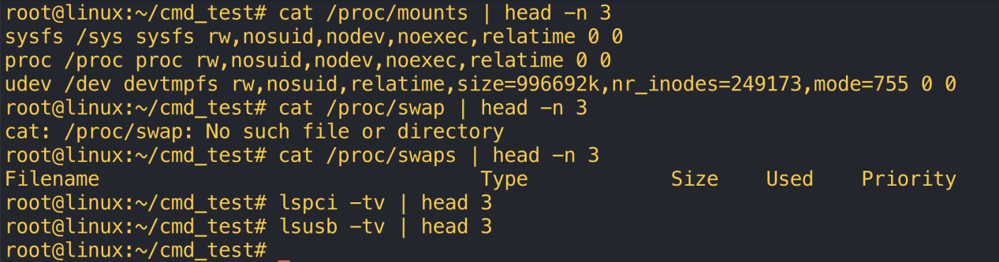 root@linux:~/cmd_test# cat /proc/mounts | head -n 3
sysfs /sys sysfs rw,nosuid,nodev,noexec,relatime 0 0
proc /proc proc rw,nosuid,nodev,noexec,relatime 0 0
udev /dev devtmpfs rw,nosuid,relatime,size=996692k,nr_inodes=249173,mode=755 0 0
root@linux:~/cmd_test# cat /proc/swap | head -n 3
cat: /proc/swap: No such file or directory
root@linux:~/cmd_test# cat /proc/swaps | head -n 3
Filename Type Size Used Priority
root@linux:~/cmd_test# lspci -tv | head 3
root@linux:~/cmd_test# lsusb -tv | head 3
root@linux:~/cmd_test#